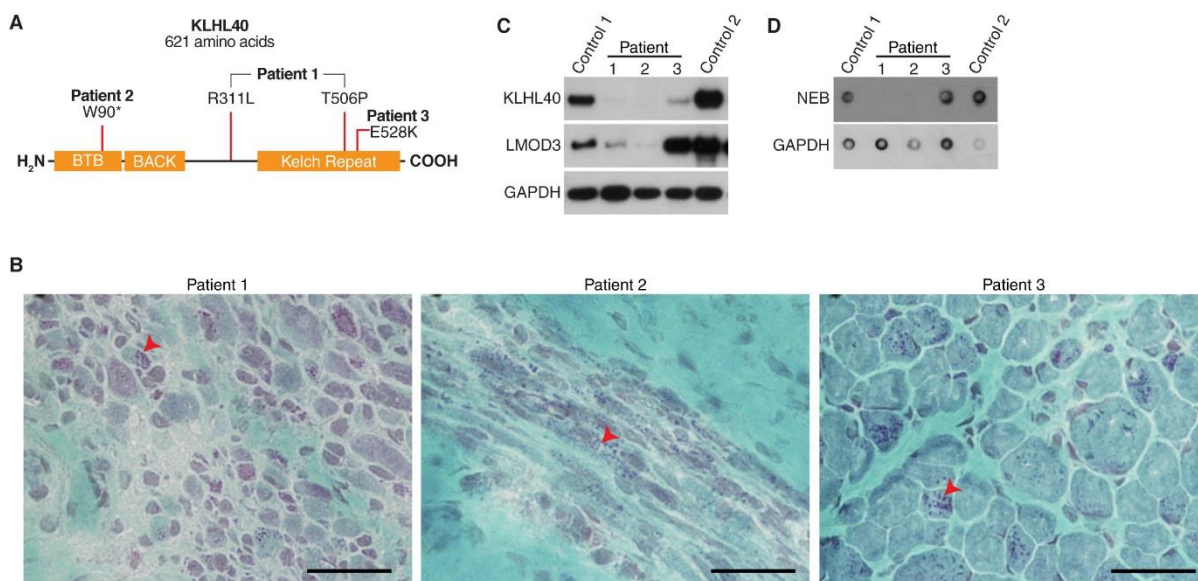 A
KLHL40
621 amino acids
Patient 1
Patient 2
W90*
R311L
T506P
Patient 3
E528K
H2N
BTB
BACK
Kelch Repeat
COOH
C
Control 1
Patient
1 2 3
Control 2
KLHL40
LMOD3
GAPDH
D
Control 1
Patient
1 2 3
Control 2
NEB
GAPDH
B
Patient 1
Patient 2
Patient 3